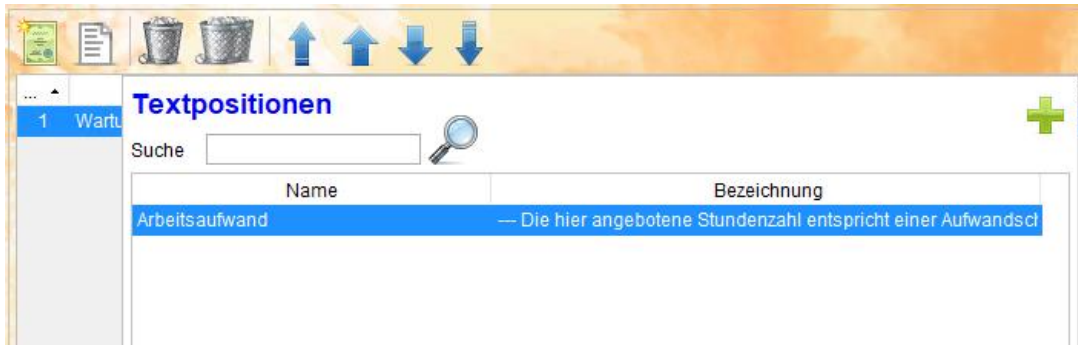 ...
Textpositionen
1 Wartu
Suche
Name Bezeichnung
Arbeitsaufwand --- Die hier angebotene Stundenzahl entspricht einer Aufwandsch